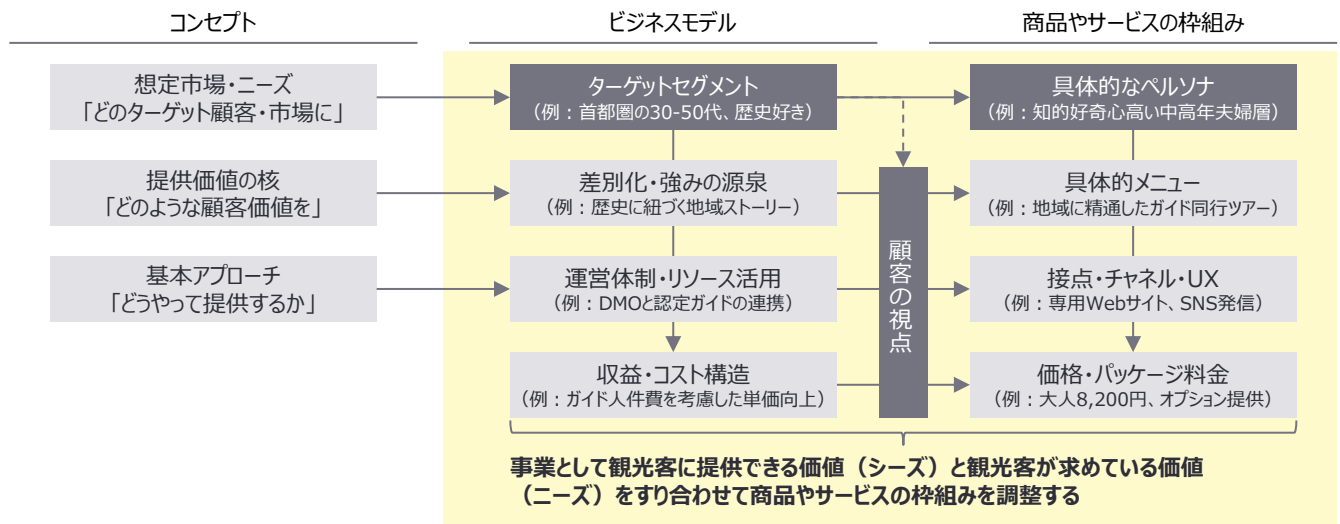 コンセプト
ビジネスモデル
商品やサービスの枠組み
想定市場・ニーズ
「どのターゲット顧客・市場に」
ターゲットセグメント
（例：首都圏の30-50代、歴史好き）
具体的なペルソナ
（例：知的好奇心高い中高年夫婦層）
提供価値の核
「どのような顧客価値を」
差別化・強みの源泉
（例：歴史に紐づく地域ストーリー）
具体的メニュー
（例：地域に精通したガイド同行ツアー）
基本アプローチ
「どうやって提供するか」
運営体制・リソース活用
（例：DMOと認定ガイドの連携）
顧客の視点
接点・チャネル・UX
（例：専用Webサイト、SNS発信）
収益・コスト構造
（例：ガイド人件費を考慮した単価向上）
価格・パッケージ料金
（例：大人8,200円、オプション提供）
事業として観光客に提供できる価値（シーズ）と観光客が求めている価値
（ニーズ）をすり合わせて商品やサービスの枠組みを調整する